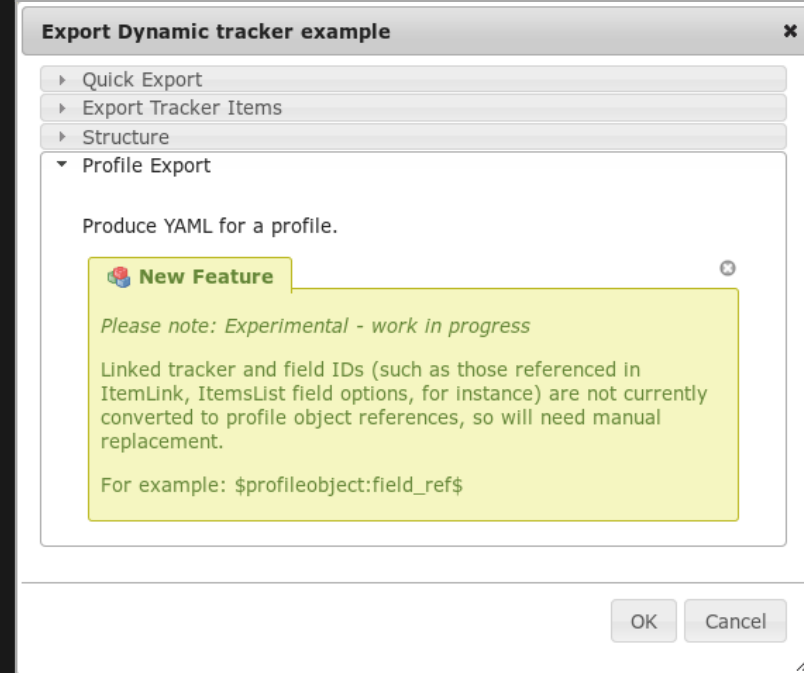 Export Dynamic tracker example
Quick Export
Export Tracker Items
Structure
Profile Export
Produce YAML for a profile.
New Feature
Please note: Experimental - work in progress
Linked tracker and field IDs (such as those referenced in
ItemLink, ItemsList field options, for instance) are not currently
converted to profile object references, so will need manual
replacement.
For example: $profileobject:field_ref$
OK
Cancel